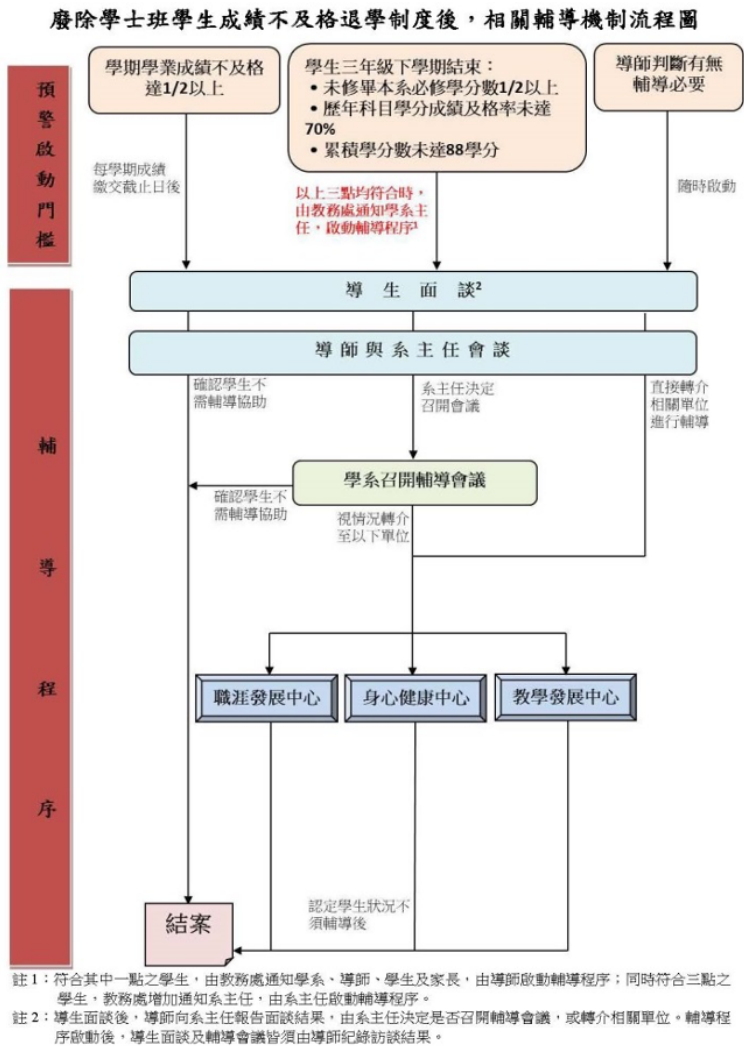 廢除學士班學生成績不及格退學制度後，相關輔導機制流程圖
預警啟動門檻
學期學業成績不及格
達1/2以上
學生三年級下學期結束：
• 未修畢本系必修學分數1/2以上
• 歷年科目學分成績及格率未達
70%
• 累積學分數未達88學分
導師判斷有無
輔導必要
每學期成績
繳交截止日後
以上三點均符合時，
由教務處通知學系主
任，啟動輔導程序¹
隨時啟動
輔導程序
導 生 面 談²
導師與系主任會談
確認學生不
需輔導協助
系主任決定
召開會議
直接轉介
相關單位
進行輔導
學系召開輔導會議
確認學生不
需輔導協助
視情況轉介
至以下單位
職涯發展中心
身心健康中心
教學發展中心
認定學生狀況不
須輔導後
結案
註1：符合其中一點之學生，由教務處通知學系、導師、學生及家長，由導師啟動輔導程序；同時符合三點之
學生，教務處增加通知系主任，由系主任啟動輔導程序。
註2：導生面談後，導師向系主任報告面談結果，由系主任決定是否召開輔導會議，或轉介相關單位。輔導程
序啟動後，導生面談及輔導會議皆須由導師紀錄訪談結果。